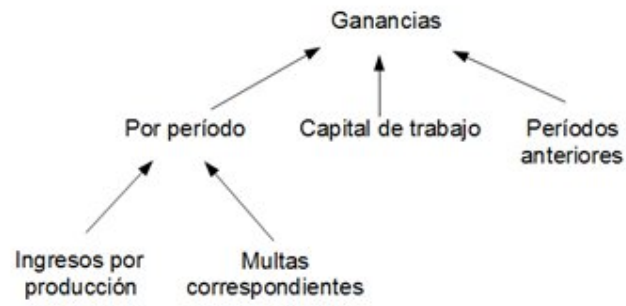 Ganancias
Por período
Capital de trabajo
Períodos
anteriores
Ingresos por
producción
Multas
correspondientes